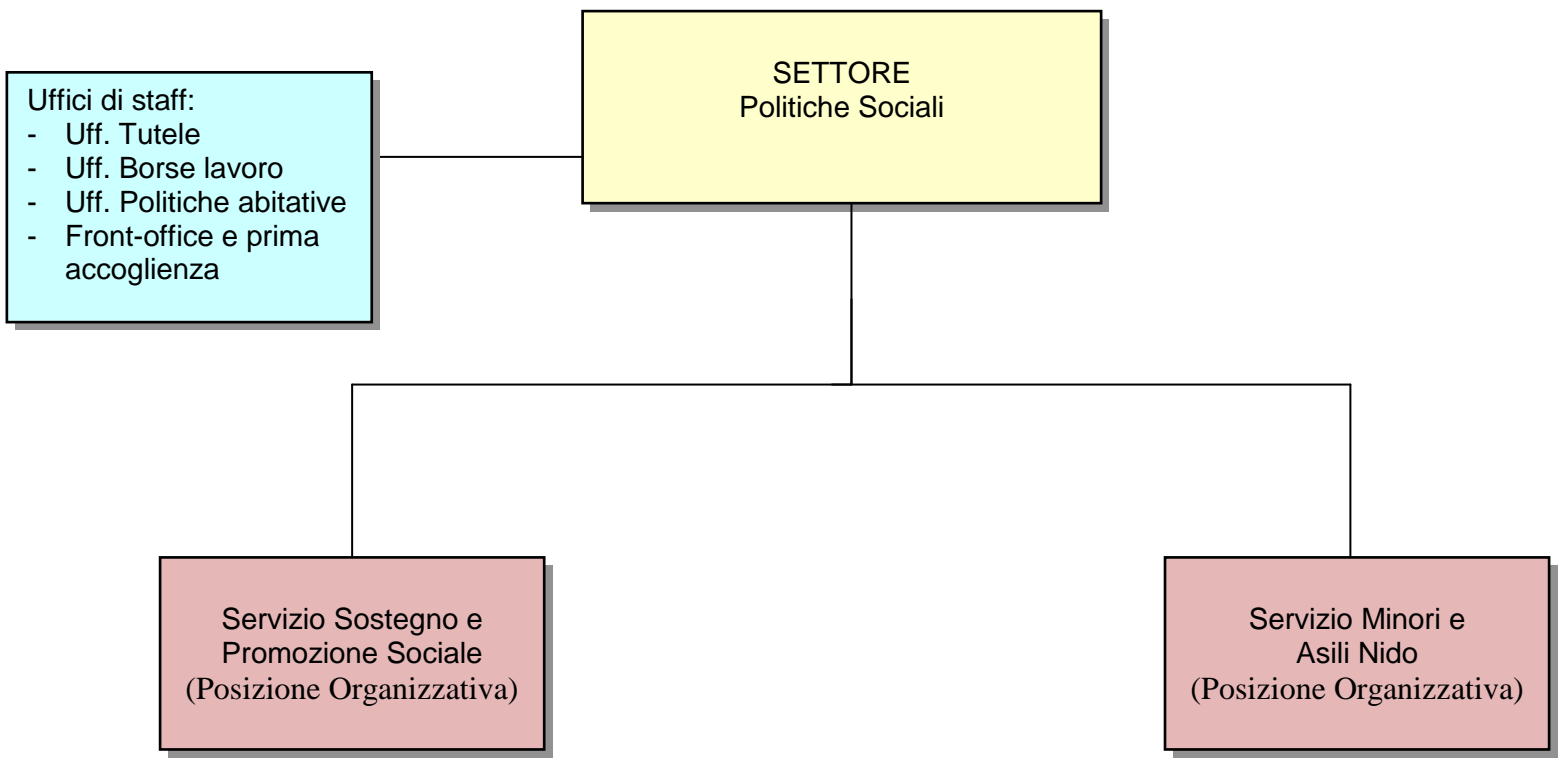 SETTORE
Politiche Sociali
Uffici di staff:
- Uff. Tutele
- Uff. Borse lavoro
- Uff. Politiche abitative
- Front-office e prima
accoglienza
Servizio Sostegno e
Promozione Sociale
(Posizione Organizzativa)
Servizio Minori e
Asili Nido
(Posizione Organizzativa)